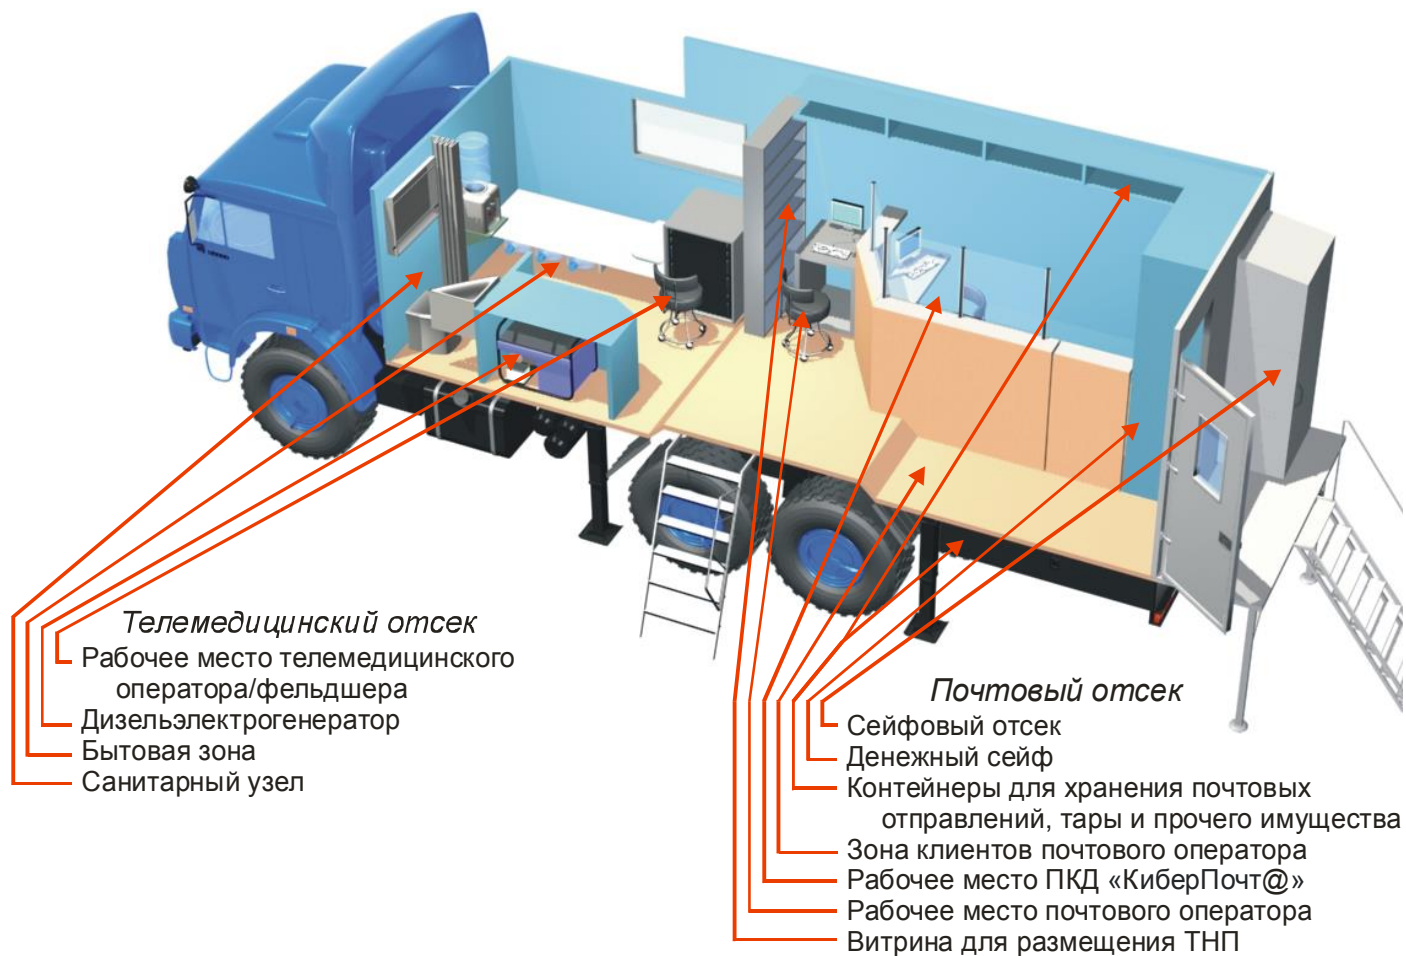 Телемедицинский отсек
Рабочее место телемедицинского
оператора/фельдшера
Дизельэлектрогенератор
Бытовая зона
Санитарный узел
Почтовый отсек
Сейфовый отсек
Денежный сейф
Контейнеры для хранения почтовых
отправлений, тары и прочего имущества
Зона клиентов почтового оператора
Рабочее место ПКД «КиберПочт@»
Рабочее место почтового оператора
Витрина для размещения ТНП